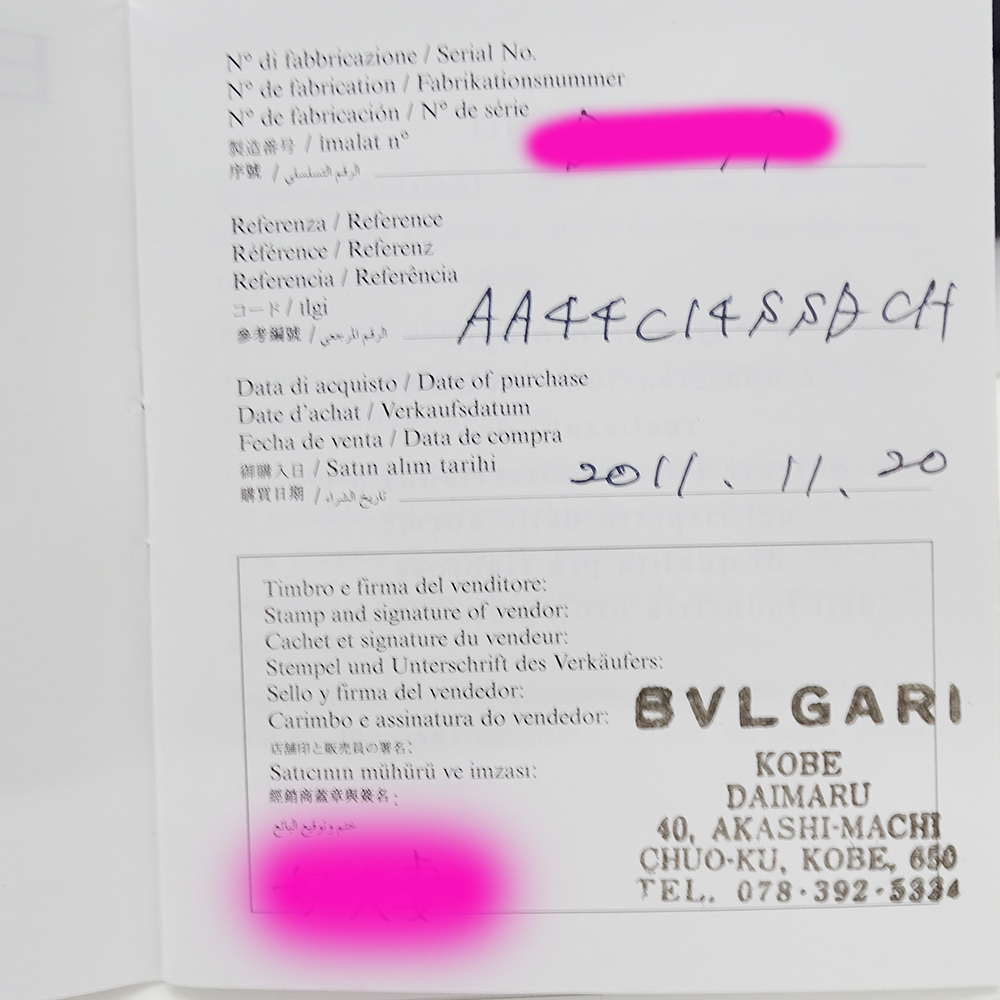 N° di fabbricazione / Serial No.
N° de fabrication / Fabrikationsnummer
N° de fabricación / N° de série
製造番号 / imalat n°
序號 / الرقم التسلسلي
Referenza / Reference
Référence / Referenz
Referencia / Referência
コード / tlgi
參考編號 / الرقم المرجعي
AA44C14SSDCH
Data di acquisto / Date of purchase
Date d'achat / Verkaufsdatum
Fecha de venta / Data de compra
御購入日 / Satın alım tarihi
購買日期 / تاريخ الشراء
2011. 11. 20
Timbro e firma del venditore:
Stamp and signature of vendor:
Cachet et signature du vendeur:
Stempel und Unterschrift des Verkäufers:
Sello y firma del vendedor:
Carimbo e assinatura do vendedor:
店舗印と販売員の署名:
Satıcının mühürü ve imzası:
經銷商蓋章與簽名:
ختم وتوقيع البائع
BVLGARI
KOBE
DAIMARU
40, AKASHI-MACHI
CHUO-KU, KOBE, 650
TEL. 078-392-5334